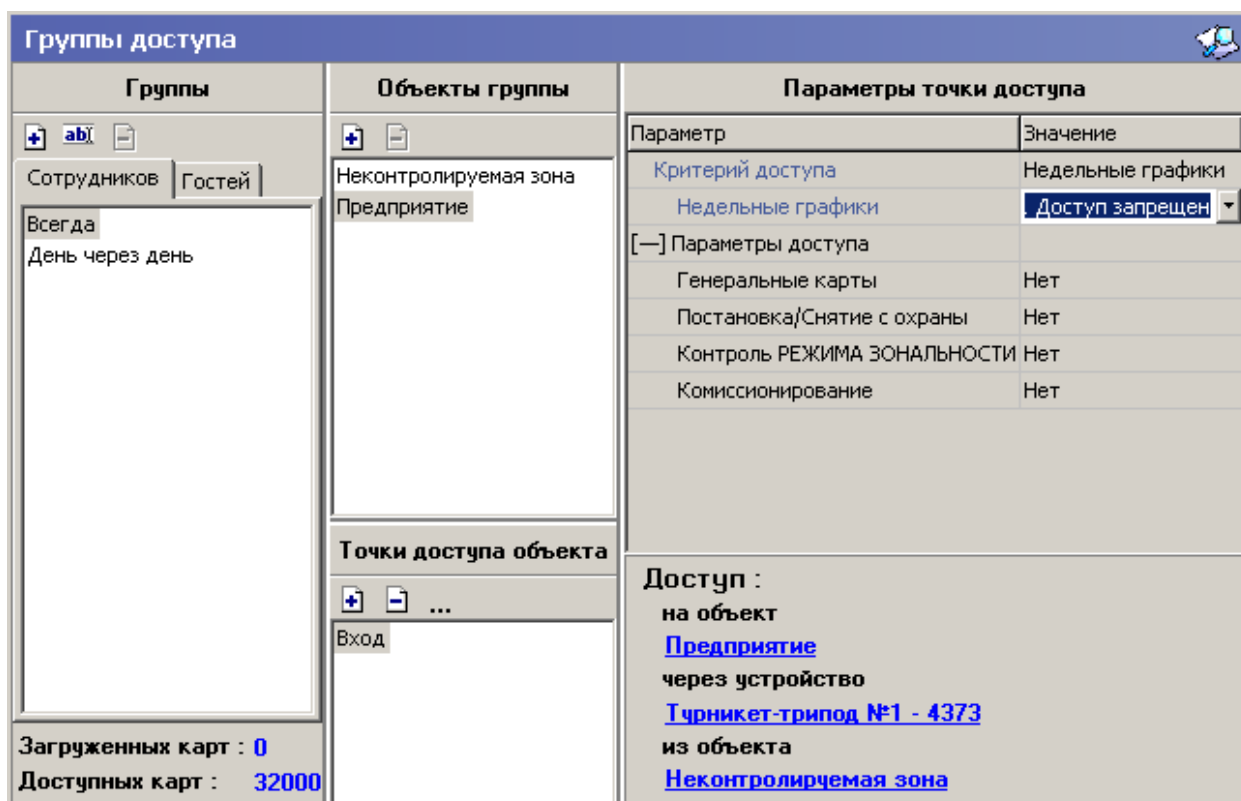 Группы доступа
Группы
Объекты группы
Параметры точки доступа
abI
Сотрудников
Гостей
Всегда
День через день
Загруженных карт : 0
Доступных карт : 32000
Неконтролируемая зона
Предприятие
Точки доступа объекта
...
Вход
Параметр Значение
Критерий доступа Недельные графики
Недельные графики . Доступ запрещен
[—] Параметры доступа
Генеральные карты Нет
Постановка/Снятие с охраны Нет
Контроль РЕЖИМА ЗОНАЛЬНОСТИ Нет
Комиссионирование Нет
Доступ :
на объект
Предприятие
через устройство
Турникет-трипод №1 - 4373
из объекта
Неконтролируемая зона